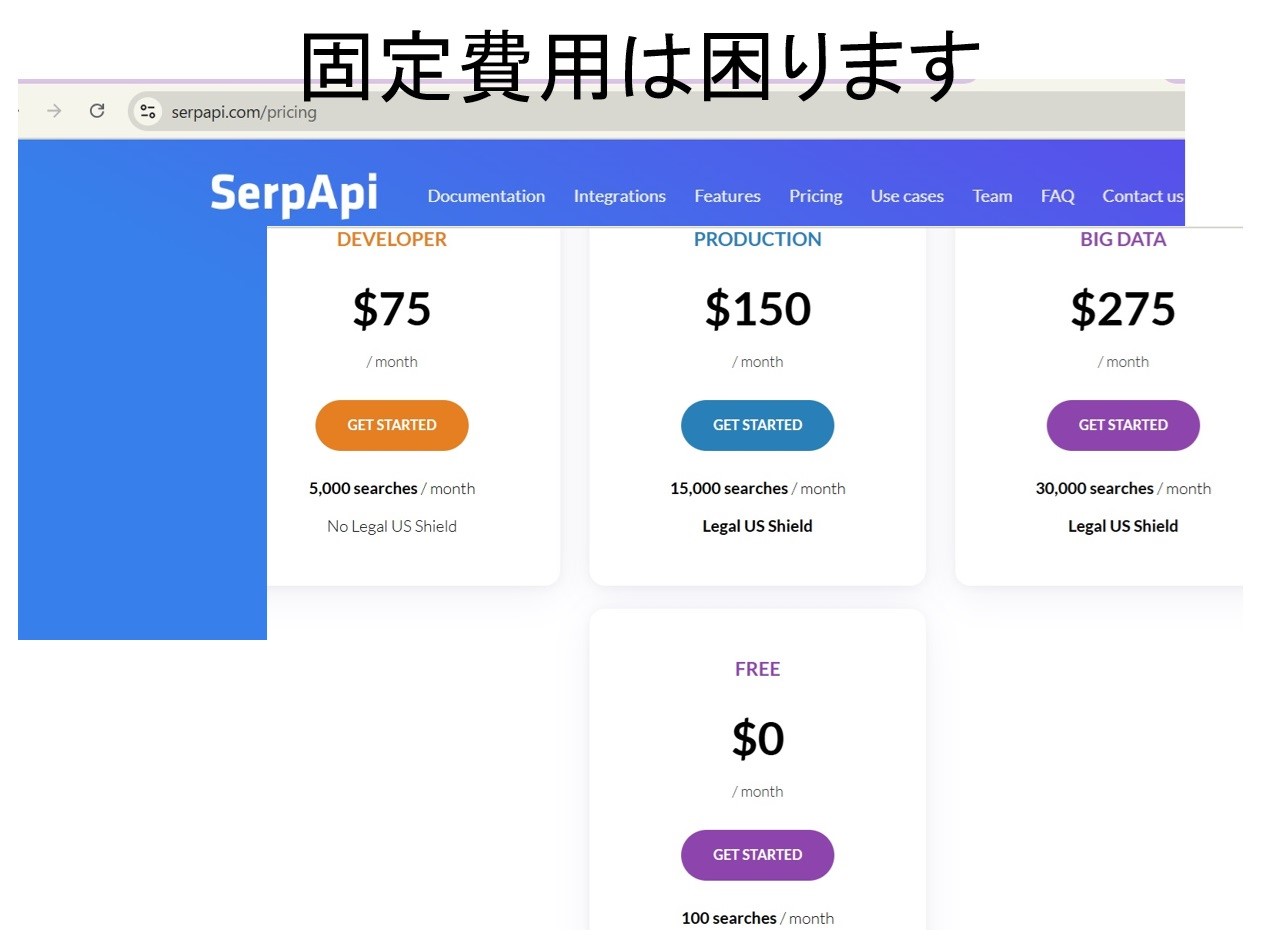 固定費用は困ります
serpapi.com/pricing
SerpApi Documentation Integrations Features Pricing Use cases Team FAQ Contact us
DEVELOPER
$75
/ month
GET STARTED
5,000 searches / month
No Legal US Shield
PRODUCTION
$150
/ month
GET STARTED
15,000 searches / month
Legal US Shield
BIG DATA
$275
/ month
GET STARTED
30,000 searches / month
Legal US Shield
FREE
$0
/ month
GET STARTED
100 searches / month